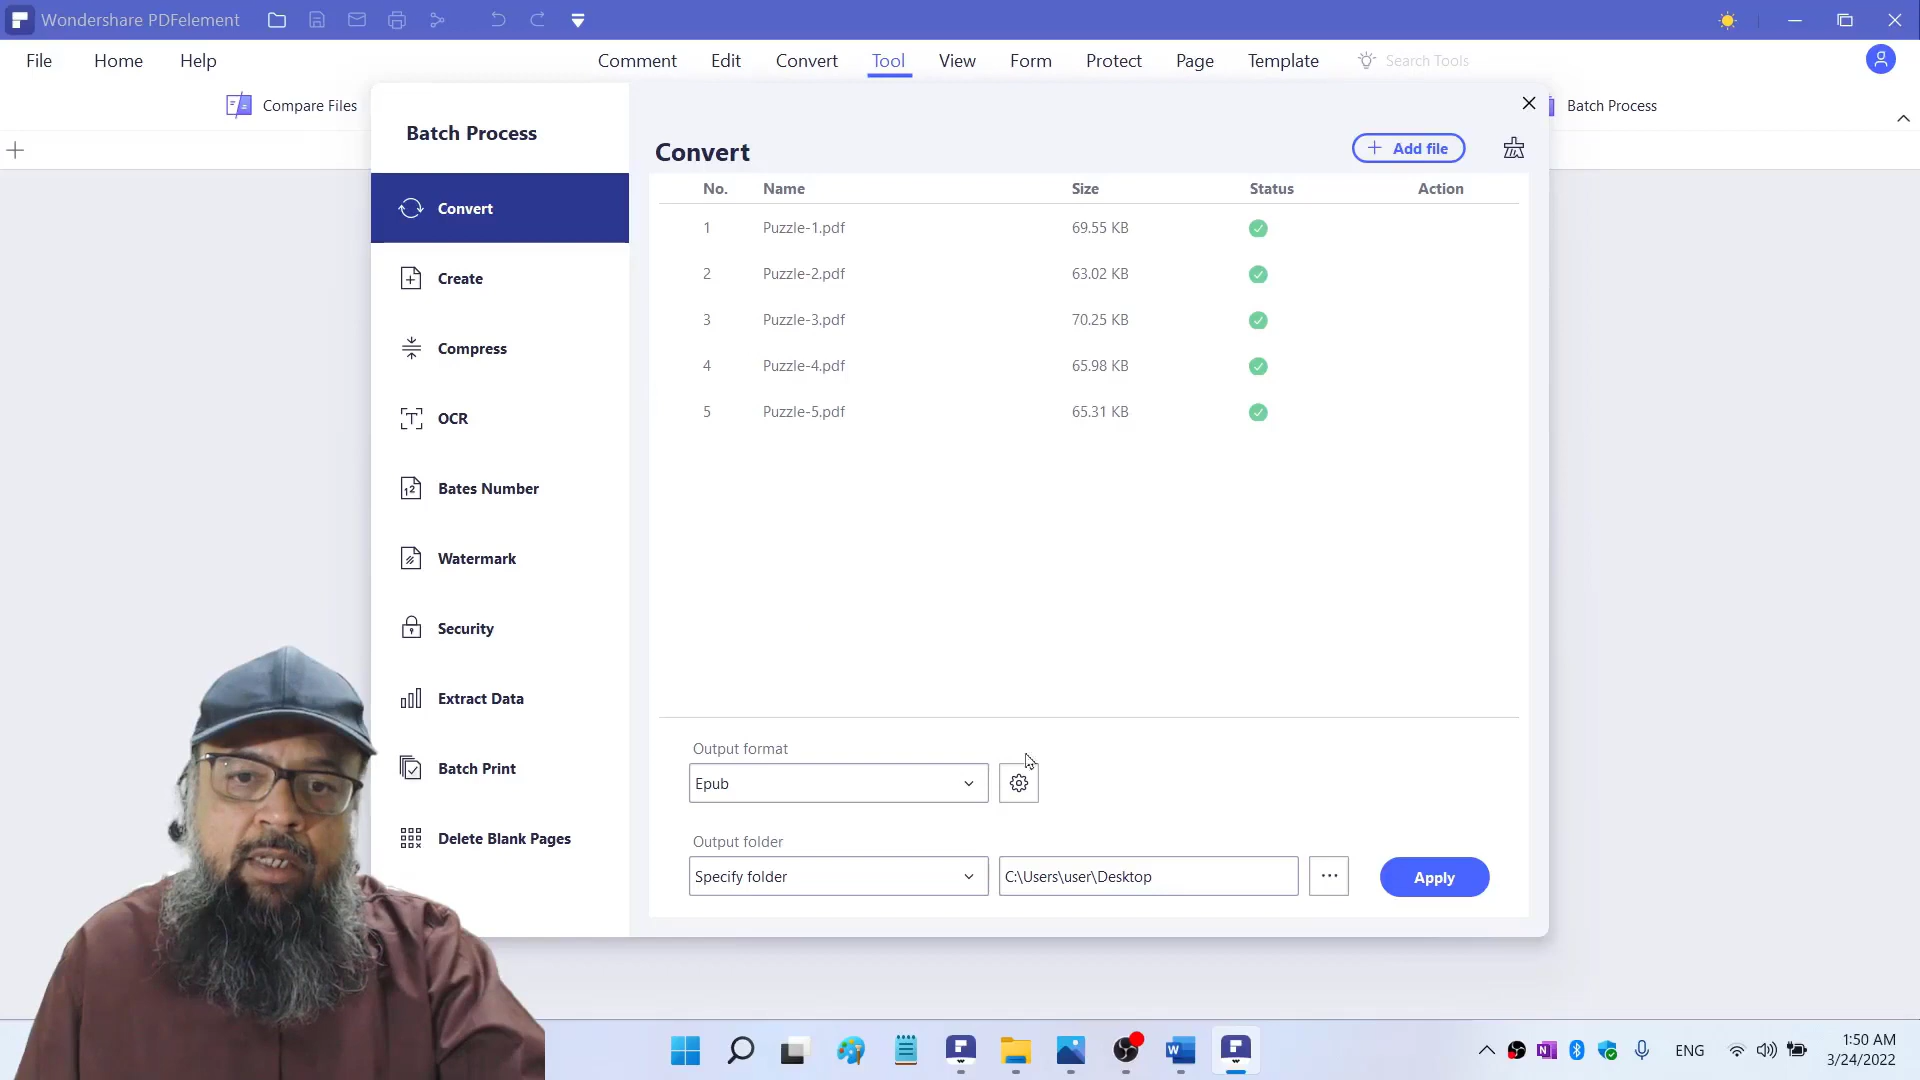 Wondershare PDFelement
File Home Help Comment Edit Convert Tool View Form Protect Page Template Search Tools
Compare Files Batch Process
Batch Process
Convert
Create
Compress
OCR
Bates Number
Watermark
Security
Extract Data
Batch Print
Delete Blank Pages
Convert
Add file
No. Name Size Status Action
1 Puzzle-1.pdf 69.55 KB
2 Puzzle-2.pdf 63.02 KB
3 Puzzle-3.pdf 70.25 KB
4 Puzzle-4.pdf 65.98 KB
5 Puzzle-5.pdf 65.31 KB
Output format
Epub
Output folder
Specify folder C:\Users\user\Desktop ... Apply
ENG
1:50 AM
3/24/2022